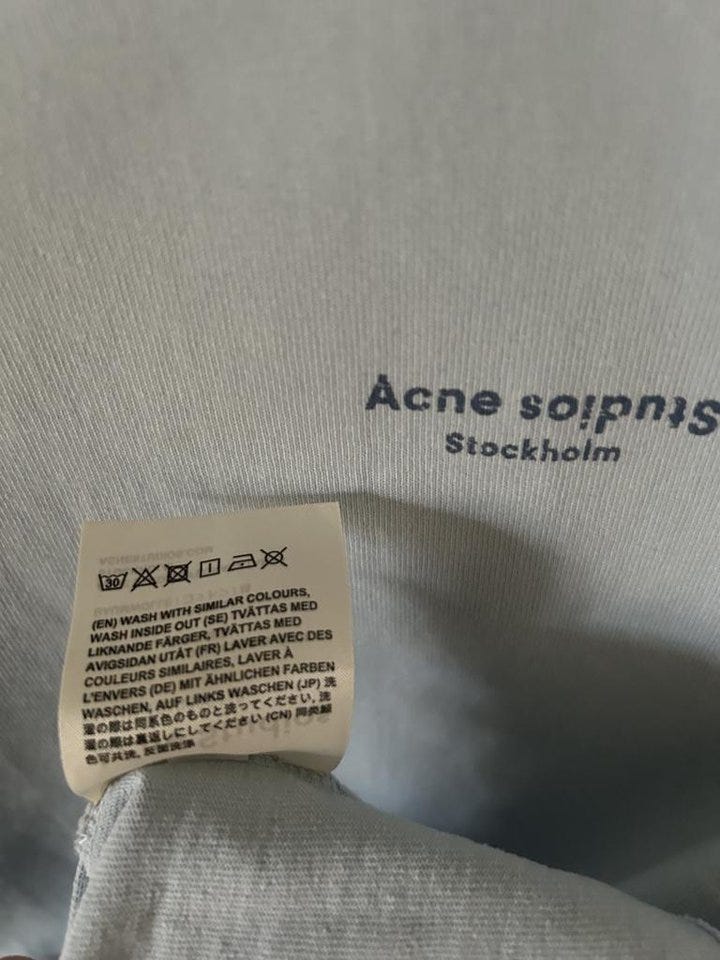 Acne soipntS
Stockholm
30
(EN) WASH WITH SIMILAR COLOURS,
WASH INSIDE OUT (SE) TVÄTTAS MED
LIKNANDE FÄRGER, TVÄTTAS MED
AVIGSIDAN UTÅT (FR) LAVER AVEC DES
COULEURS SIMILAIRES, LAVER À
L'ENVERS (DE) MIT ÄHNLICHEN FARBEN
WASCHEN, AUF LINKS WASCHEN (JP) 洗
濯の際は同系色のものと洗ってください, 洗
濯の際は裏返しにしてください (CN) 同类颜
色可共洗, 反面洗涤